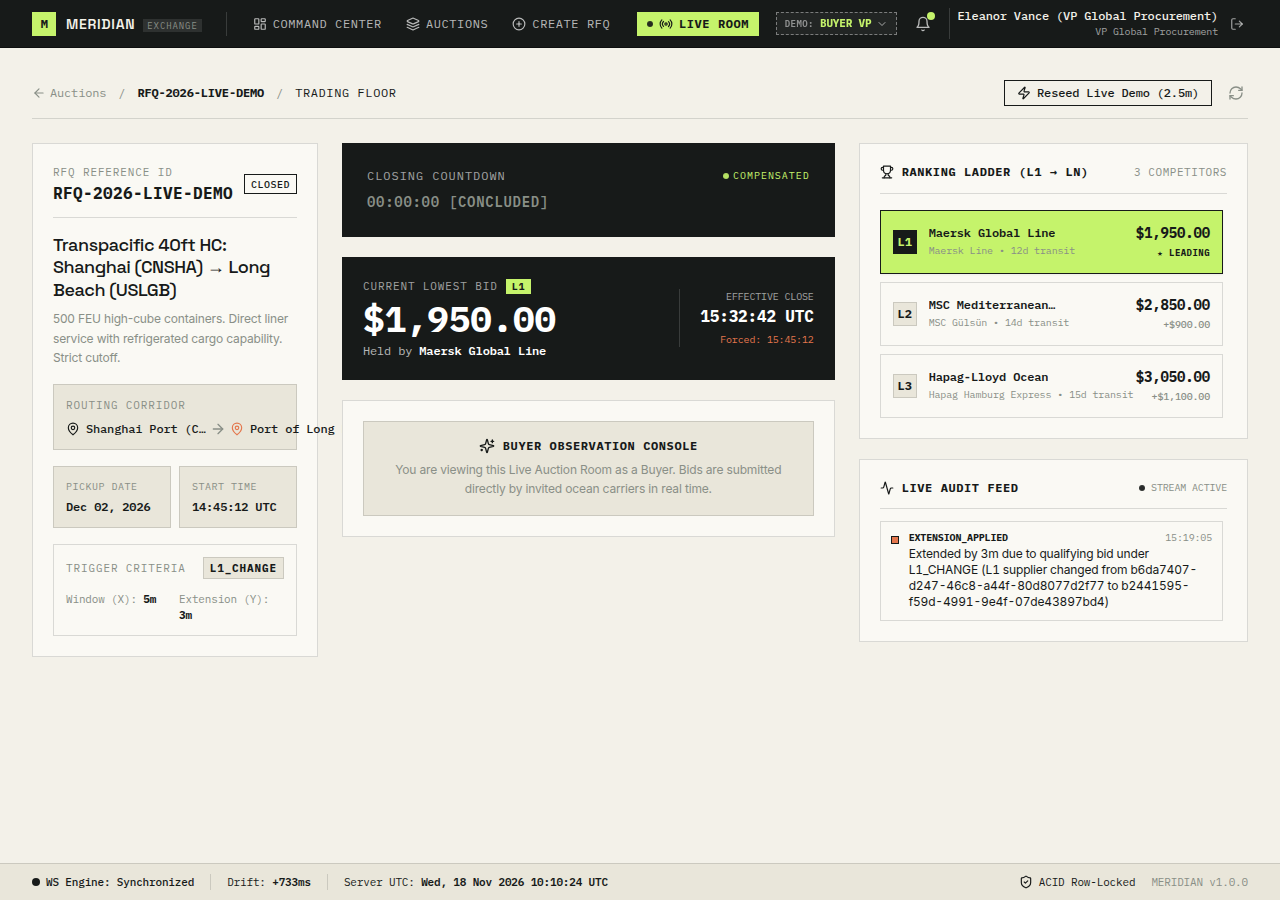 M MERIDIAN EXCHANGE COMMAND CENTER AUCTIONS CREATE RFQ LIVE ROOM DEMO: BUYER VP Eleanor Vance (VP Global Procurement)
VP Global Procurement
Auctions / RFQ-2026-LIVE-DEMO / TRADING FLOOR Reseed Live Demo (2.5m)
RFQ REFERENCE ID
RFQ-2026-LIVE-DEMO CLOSED
Transpacific 40ft HC:
Shanghai (CNSHA) → Long
Beach (USLGB)
500 FEU high-cube containers. Direct liner
service with refrigerated cargo capability.
Strict cutoff.
ROUTING CORRIDOR
Shanghai Port (C… → Port of Long
PICKUP DATE
Dec 02, 2026
START TIME
14:45:12 UTC
TRIGGER CRITERIA L1_CHANGE
Window (X): 5m
Extension (Y):
3m
CLOSING COUNTDOWN COMPENSATED
00:00:00 [CONCLUDED]
CURRENT LOWEST BID L1
$1,950.00
Held by Maersk Global Line
EFFECTIVE CLOSE
15:32:42 UTC
Forced: 15:45:12
BUYER OBSERVATION CONSOLE
You are viewing this Live Auction Room as a Buyer. Bids are submitted
directly by invited ocean carriers in real time.
RANKING LADDER (L1 → LN) 3 COMPETITORS
L1 Maersk Global Line $1,950.00
Maersk Line • 12d transit ★ LEADING
L2 MSC Mediterranean… $2,850.00
MSC Gülsün • 14d transit +$900.00
L3 Hapag-Lloyd Ocean $3,050.00
Hapag Hamburg Express • 15d transit +$1,100.00
LIVE AUDIT FEED STREAM ACTIVE
EXTENSION_APPLIED 15:19:05
Extended by 3m due to qualifying bid under
L1_CHANGE (L1 supplier changed from b6da7407-
d247-46c8-a44f-80d8077d2f77 to b2441595-
f59d-4991-9e4f-07de43897bd4)
WS Engine: Synchronized Drift: +733ms Server UTC: Wed, 18 Nov 2026 10:10:24 UTC ACID Row-Locked MERIDIAN v1.0.0